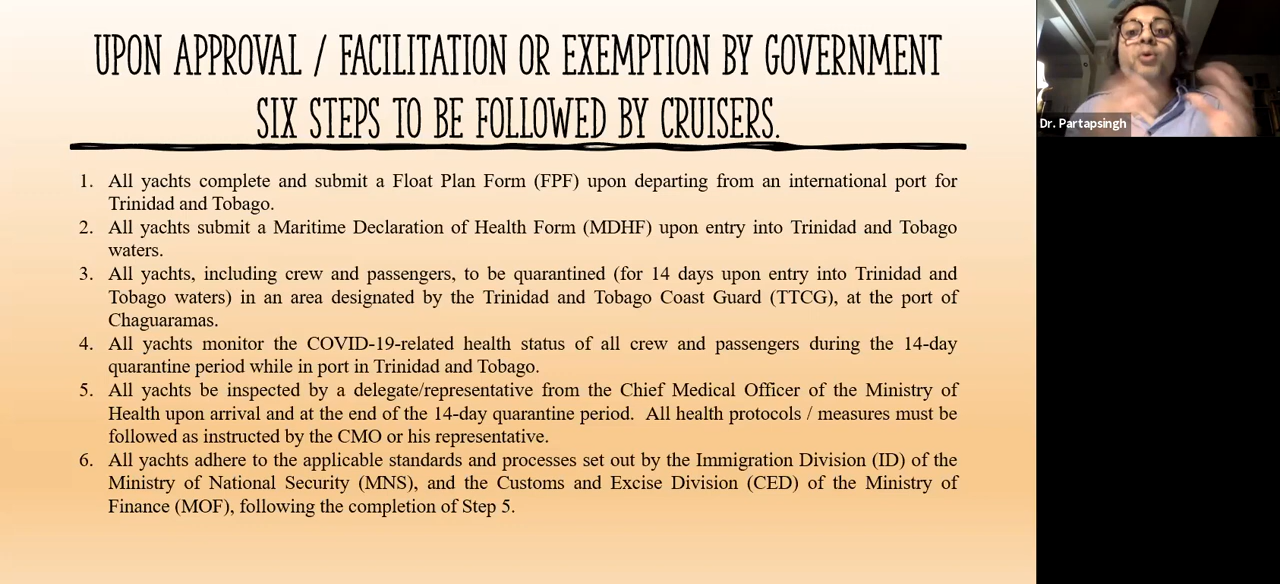 UPON APPROVAL / FACILITATION OR EXEMPTION BY GOVERNMENT
SIX STEPS TO BE FOLLOWED BY CRUISERS.
1. All yachts complete and submit a Float Plan Form (FPF) upon departing from an international port for
Trinidad and Tobago.
2. All yachts submit a Maritime Declaration of Health Form (MDHF) upon entry into Trinidad and Tobago
waters.
3. All yachts, including crew and passengers, to be quarantined (for 14 days upon entry into Trinidad and
Tobago waters) in an area designated by the Trinidad and Tobago Coast Guard (TTCG), at the port of
Chaguaramas.
4. All yachts monitor the COVID-19-related health status of all crew and passengers during the 14-day
quarantine period while in port in Trinidad and Tobago.
5. All yachts be inspected by a delegate/representative from the Chief Medical Officer of the Ministry of
Health upon arrival and at the end of the 14-day quarantine period. All health protocols / measures must be
followed as instructed by the CMO or his representative.
6. All yachts adhere to the applicable standards and processes set out by the Immigration Division (ID) of the
Ministry of National Security (MNS), and the Customs and Excise Division (CED) of the Ministry of
Finance (MOF), following the completion of Step 5.
Dr. Partapsingh